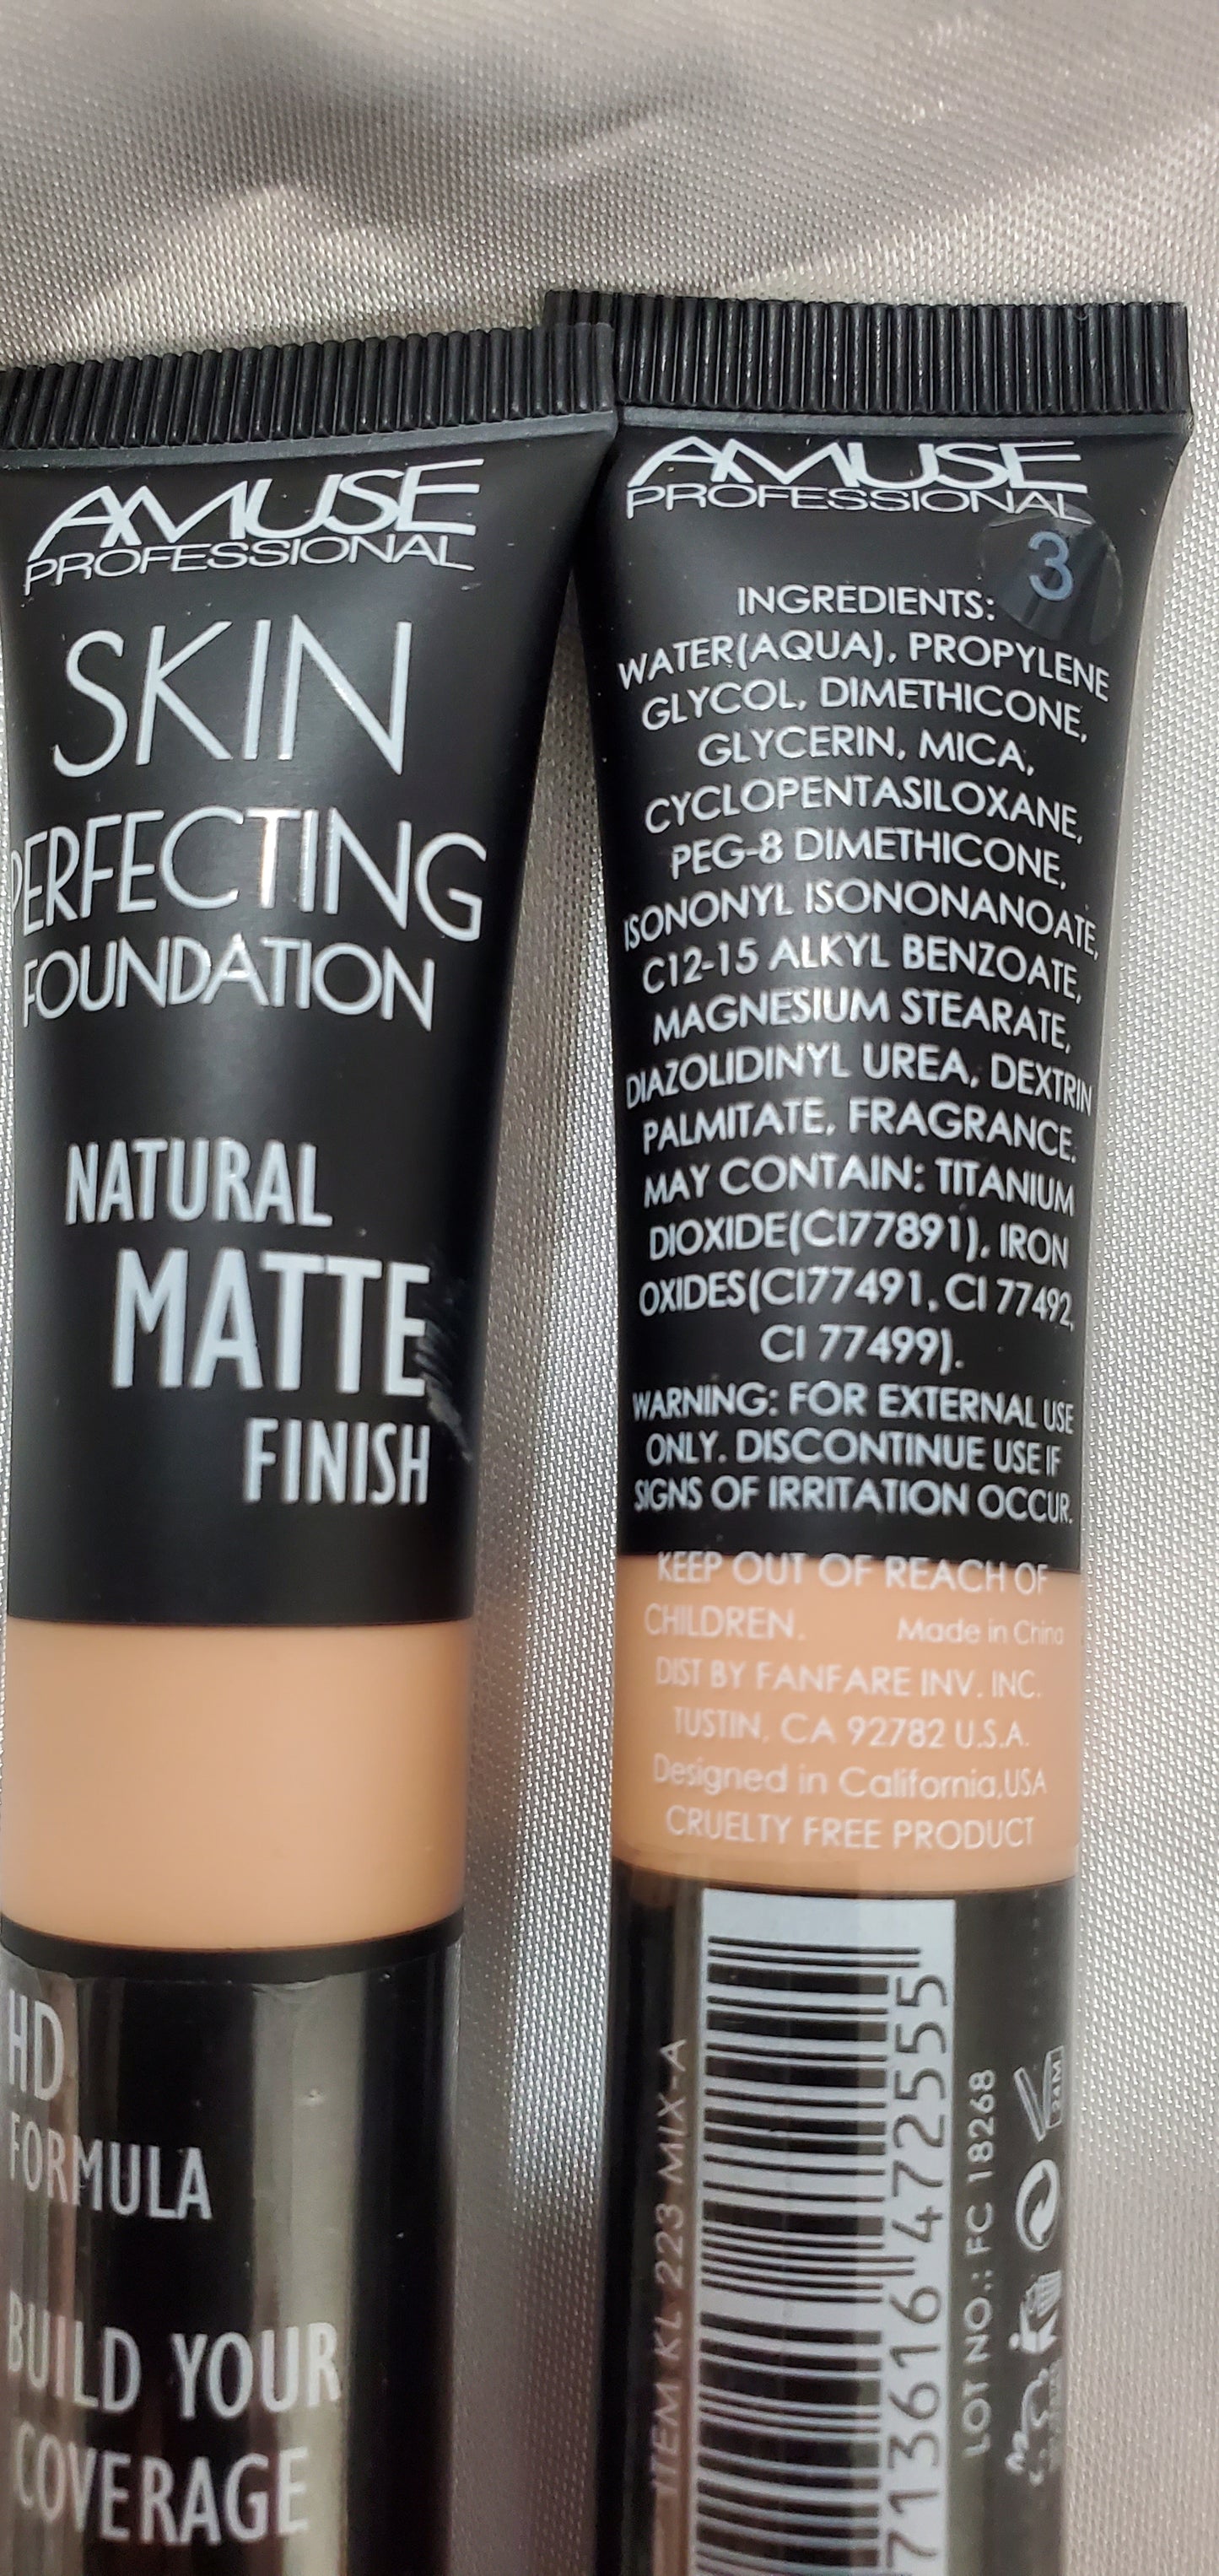 AMUSE
PROFESSIONAL
SKIN
PERFECTING
FOUNDATION
NATURAL
MATTE
FINISH
HD
FORMULA
BUILD YOUR
COVERAGE
AMUSE
PROFESSIONAL
3
INGREDIENTS:
WATER(AQUA), PROPYLENE
GLYCOL, DIMETHICONE,
GLYCERIN, MICA,
CYCLOPENTASILOXANE,
PEG-8 DIMETHICONE,
ISONONYL ISONONANOATE,
C12-15 ALKYL BENZOATE,
MAGNESIUM STEARATE,
DIAZOLIDINYL UREA, DEXTRIN
PALMITATE, FRAGRANCE.
MAY CONTAIN: TITANIUM
DIOXIDE(CI77891), IRON
OXIDES(CI77491, CI 77492,
CI 77499).
WARNING: FOR EXTERNAL USE
ONLY. DISCONTINUE USE IF
SIGNS OF IRRITATION OCCUR.
KEEP OUT OF REACH OF
CHILDREN. Made in China
DIST BY FANFARE INV. INC.
TUSTIN, CA 92782 U.S.A.
Designed in California,USA
CRUELTY FREE PRODUCT
ITEM KL 223 MIX-A
713616 472555
LOT NO.: FC 18268
24M